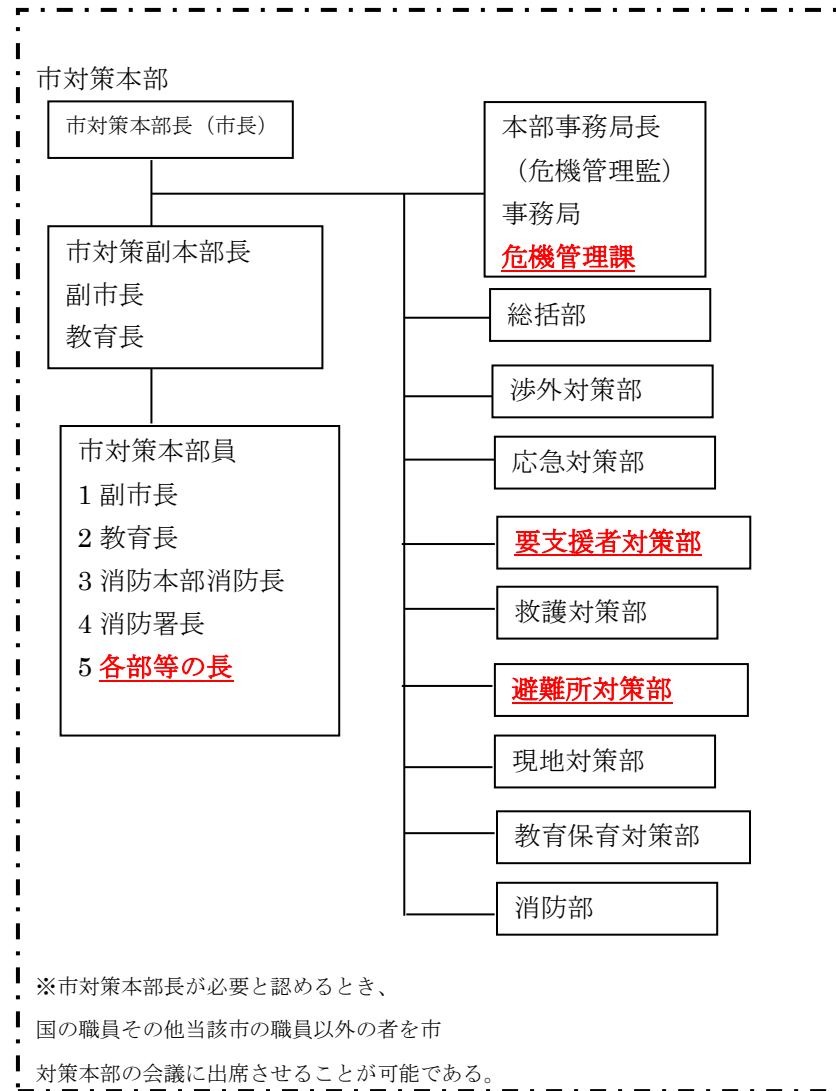 市対策本部
市対策本部長（市長）
市対策副本部長
副市長
教育長
市対策本部員
1 副市長
2 教育長
3 消防本部消防長
4 消防署長
5 各部等の長
本部事務局長
（危機管理監）
事務局
危機管理課
総括部
渉外対策部
応急対策部
要支援者対策部
救護対策部
避難所対策部
現地対策部
教育保育対策部
消防部
※市対策本部長が必要と認めるとき、
国の職員その他当該市の職員以外の者を市
対策本部の会議に出席させることが可能である。